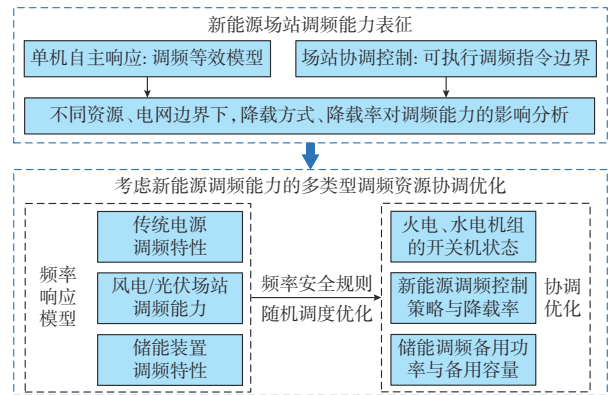 新能源场站调频能力表征
单机自主响应: 调频等效模型
场站协调控制: 可执行调频指令边界
不同资源、电网边界下, 降载方式、降载率对调频能力的影响分析
考虑新能源调频能力的多类型调频资源协调优化
频率
响应
模型
传统电源
调频特性
风电/光伏场站
调频能力
储能装置
调频特性
频率安全规则
随机调度优化
火电、水电机组
的开关机状态
新能源调频控制
策略与降载率
储能调频备用功
率与备用容量
协调
优化